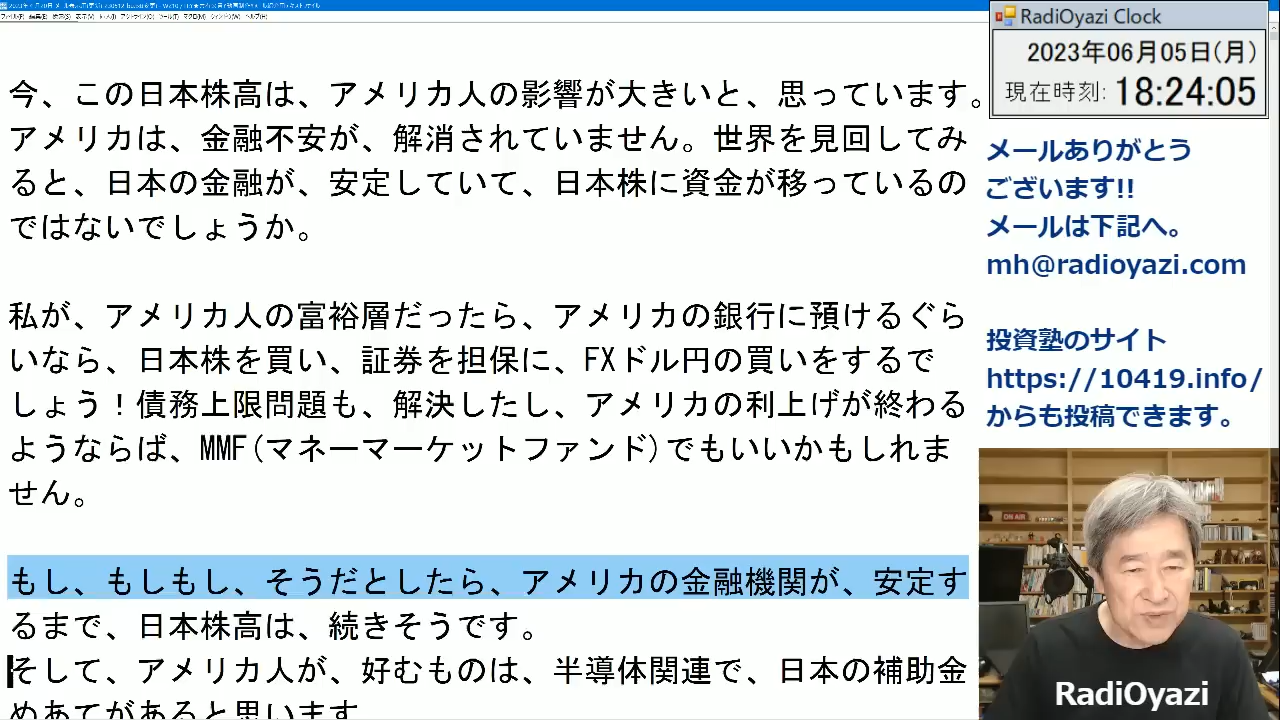 今、この日本株高は、アメリカ人の影響が大きいと、思っています。
アメリカは、金融不安が、解消されていません。世界を見回してみ
ると、日本の金融が、安定していて、日本株に資金が移っているの
ではないでしょうか。
私が、アメリカ人の富裕層だったら、アメリカの銀行に預けるぐら
いなら、日本株を買い、証券を担保に、FXドル円の買いをするで
しょう！債務上限問題も、解決したし、アメリカの利上げが終わる
ようならば、MMF(マネーマーケットファンド)でもいいかもしれま
せん。
もし、もしもし、そうだとしたら、アメリカの金融機関が、安定す
るまで、日本株高は、続きそうです。
そして、アメリカ人が、好むものは、半導体関連で、日本の補助金
めあてがあると思います
RadiOyazi Clock
2023年06月05日(月)
現在時刻: 18:24:05
メールありがとう
ございます!!
メールは下記へ。
mh@radioyazi.com
投資塾のサイト
https://10419.info/
からも投稿できます。
ON AIR
RadiOyazi